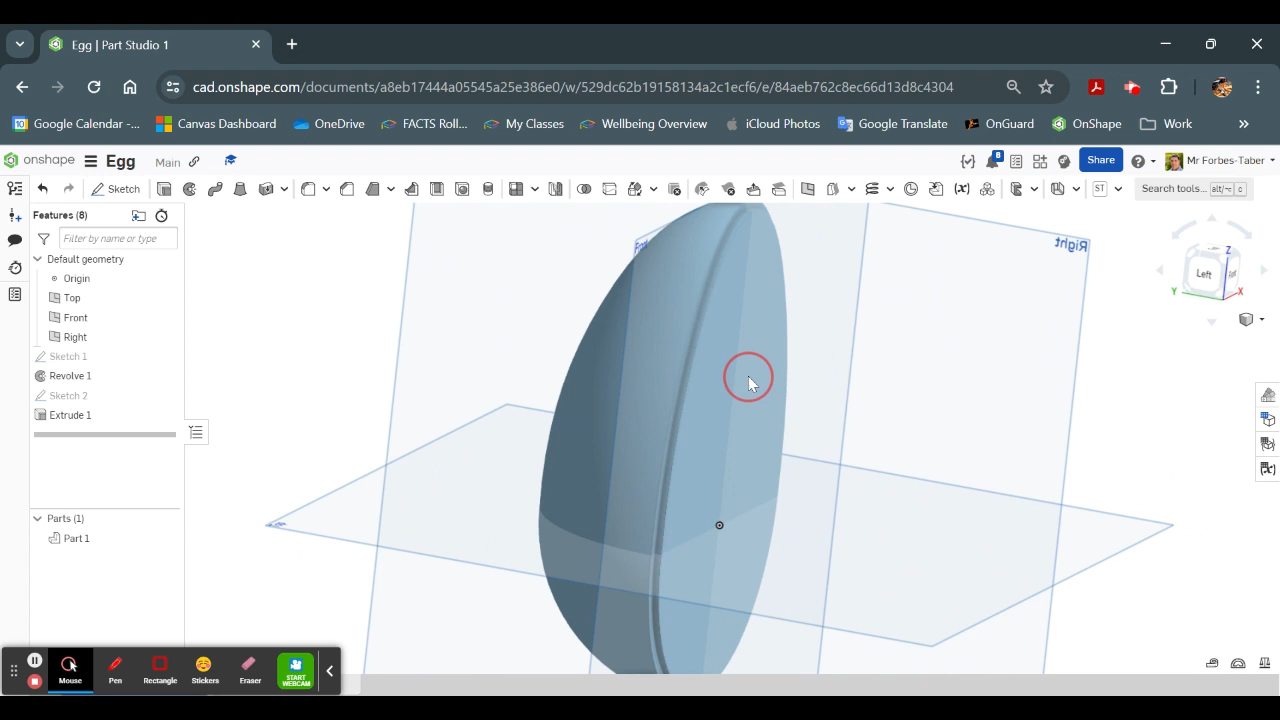 Egg | Part Studio 1
cad.onshape.com/documents/a8eb17444a05545a25e386e0/w/529dc62b19158134a2c1ecf6/e/84aeb762c8ec66d13d8c4304
10 Google Calendar -... Canvas Dashboard OneDrive FACTS Roll... My Classes Wellbeing Overview iCloud Photos Google Translate OnGuard OnShape Work
onshape Egg Main 8 Share Mr Forbes-Taber
Sketch ST Search tools... alt/⌥ c
Features (8)
Filter by name or type
Default geometry
Origin
Top
Front
Right
Sketch 1
Revolve 1
Sketch 2
Extrude 1
Parts (1)
Part 1
Right
Z
Left
Y
X
Mouse Pen Rectangle Stickers Eraser START WEBCAM